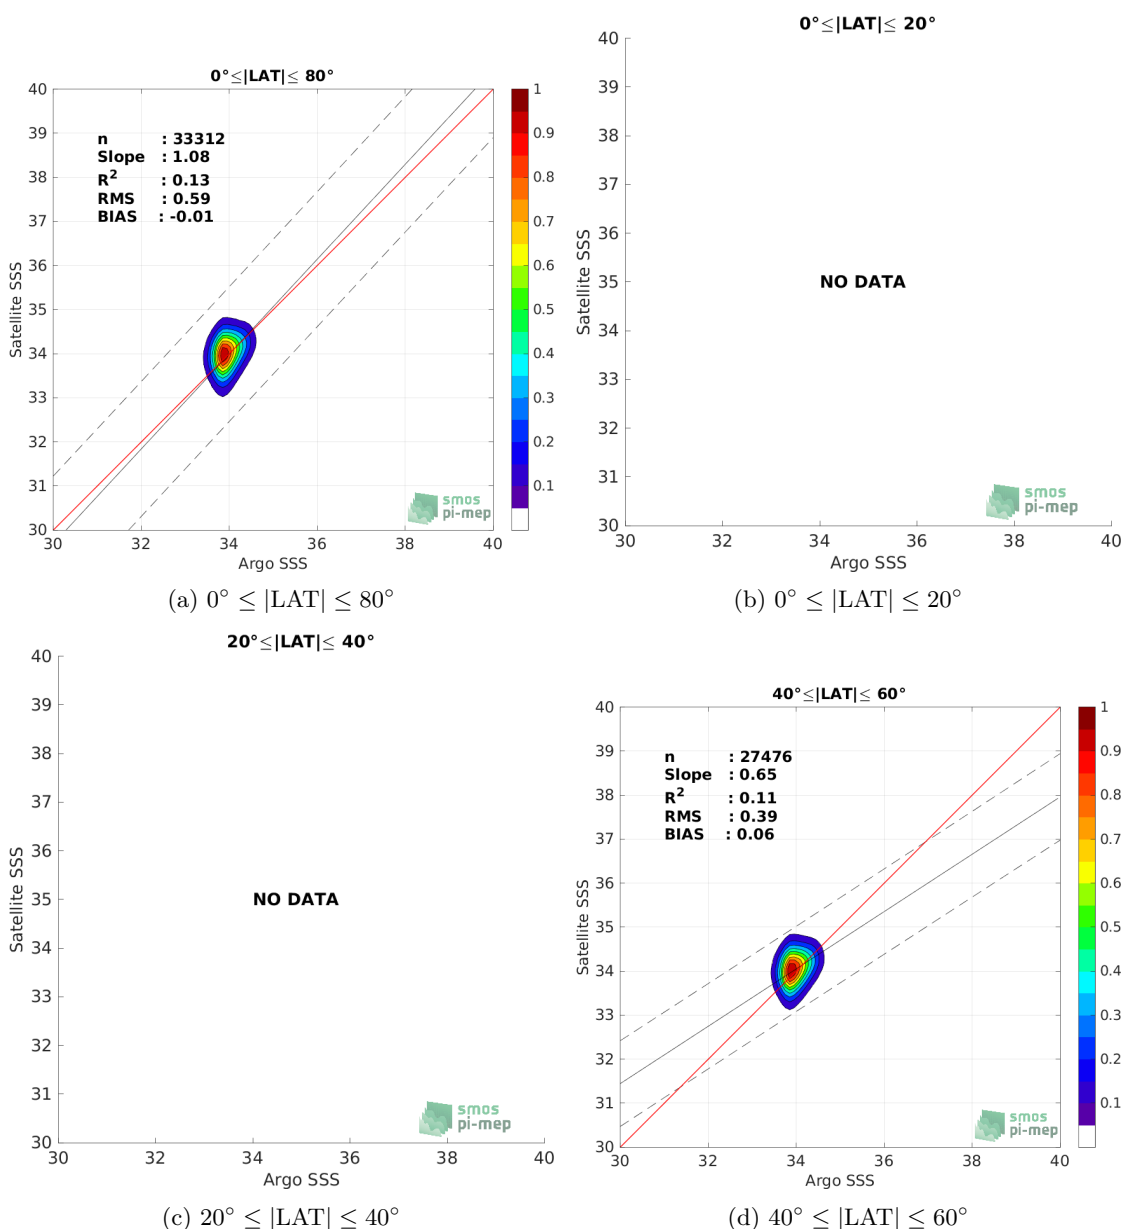 0°≤|LAT|≤ 80°
40
39
38
37
36
35
34
33
32
31
30
Satellite SSS
n : 33312
Slope : 1.08
R² : 0.13
RMS : 0.59
BIAS : -0.01
smos
pi-mep
30 32 34 36 38 40
Argo SSS
1
0.9
0.8
0.7
0.6
0.5
0.4
0.3
0.2
0.1
(a) 0° ≤ |LAT| ≤ 80°
0°≤|LAT|≤ 20°
40
39
38
37
36
35
34
33
32
31
30
Satellite SSS
NO DATA
smos
pi-mep
30 32 34 36 38 40
Argo SSS
(b) 0° ≤ |LAT| ≤ 20°
20°≤|LAT|≤ 40°
40
39
38
37
36
35
34
33
32
31
30
Satellite SSS
NO DATA
smos
pi-mep
30 32 34 36 38 40
Argo SSS
(c) 20° ≤ |LAT| ≤ 40°
40°≤|LAT|≤ 60°
40
39
38
37
36
35
34
33
32
31
30
Satellite SSS
n : 27476
Slope : 0.65
R² : 0.11
RMS : 0.39
BIAS : 0.06
smos
pi-mep
30 32 34 36 38 40
Argo SSS
1
0.9
0.8
0.7
0.6
0.5
0.4
0.3
0.2
0.1
(d) 40° ≤ |LAT| ≤ 60°